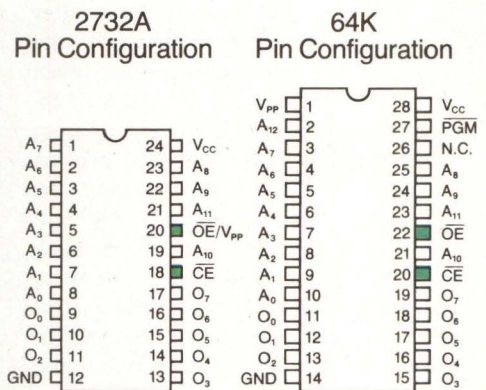 2732A
Pin Configuration
A7 1 24 VCC
A6 2 23 A8
A5 3 22 A9
A4 4 21 A11
A3 5 20 OE/VPP
A2 6 19 A10
A1 7 18 CE
A0 8 17 O7
O0 9 16 O6
O1 10 15 O5
O2 11 14 O4
GND 12 13 O3
64K
Pin Configuration
VPP 1 28 VCC
A12 2 27 PGM
A7 3 26 N.C.
A6 4 25 A8
A5 5 24 A9
A4 6 23 A11
A3 7 22 OE
A2 8 21 A10
A1 9 20 CE
A0 10 19 O7
O0 11 18 O6
O1 12 17 O5
O2 13 16 O4
GND 14 15 O3